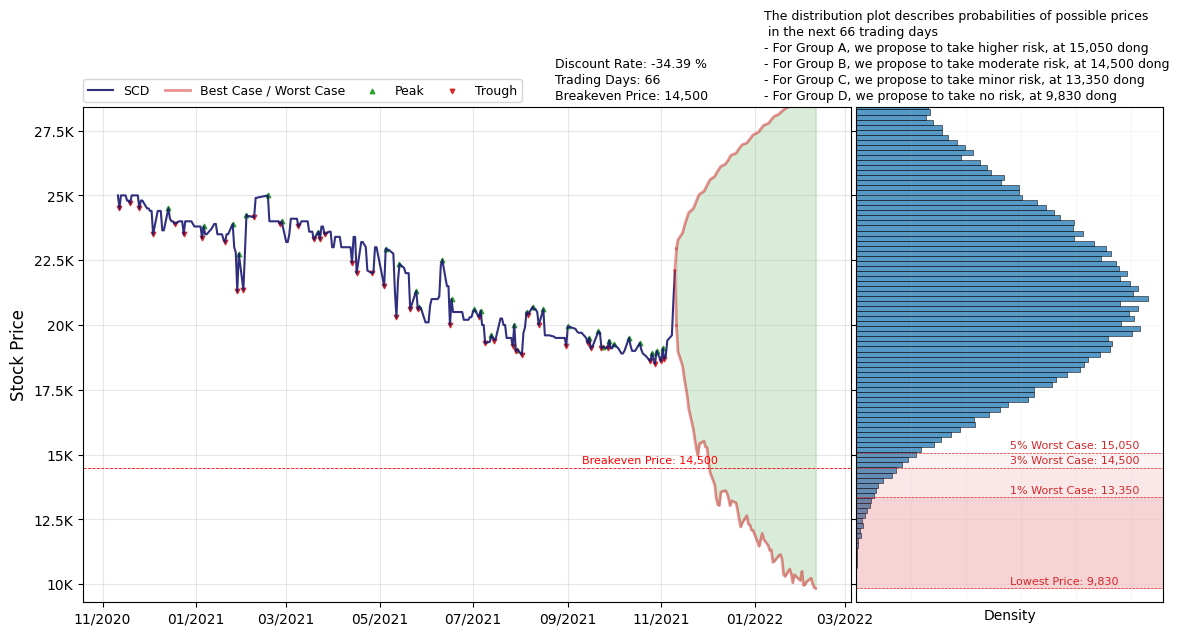 The distribution plot describes probabilities of possible prices
in the next 66 trading days
- For Group A, we propose to take higher risk, at 15,050 dong
- For Group B, we propose to take moderate risk, at 14,500 dong
- For Group C, we propose to take minor risk, at 13,350 dong
- For Group D, we propose to take no risk, at 9,830 dong
Discount Rate: -34.39 %
Trading Days: 66
Breakeven Price: 14,500
SCD
Best Case / Worst Case
Peak
Trough
Stock Price
27.5K
25K
22.5K
20K
17.5K
15K
12.5K
10K
Breakeven Price: 14,500
11/2020
01/2021
03/2021
05/2021
07/2021
09/2021
11/2021
01/2022
03/2022
5% Worst Case: 15,050
3% Worst Case: 14,500
1% Worst Case: 13,350
Lowest Price: 9,830
Density